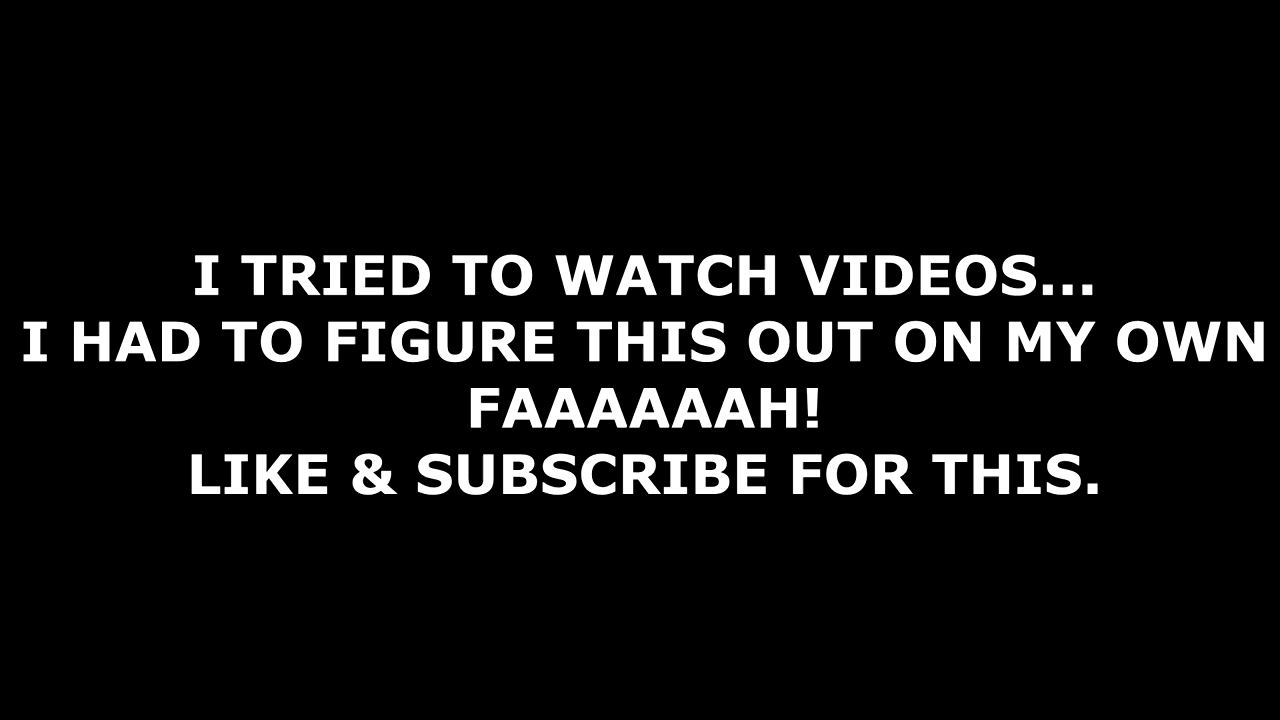 I TRIED TO WATCH VIDEOS...
I HAD TO FIGURE THIS OUT ON MY OWN
FAAAAAAH!
LIKE & SUBSCRIBE FOR THIS.